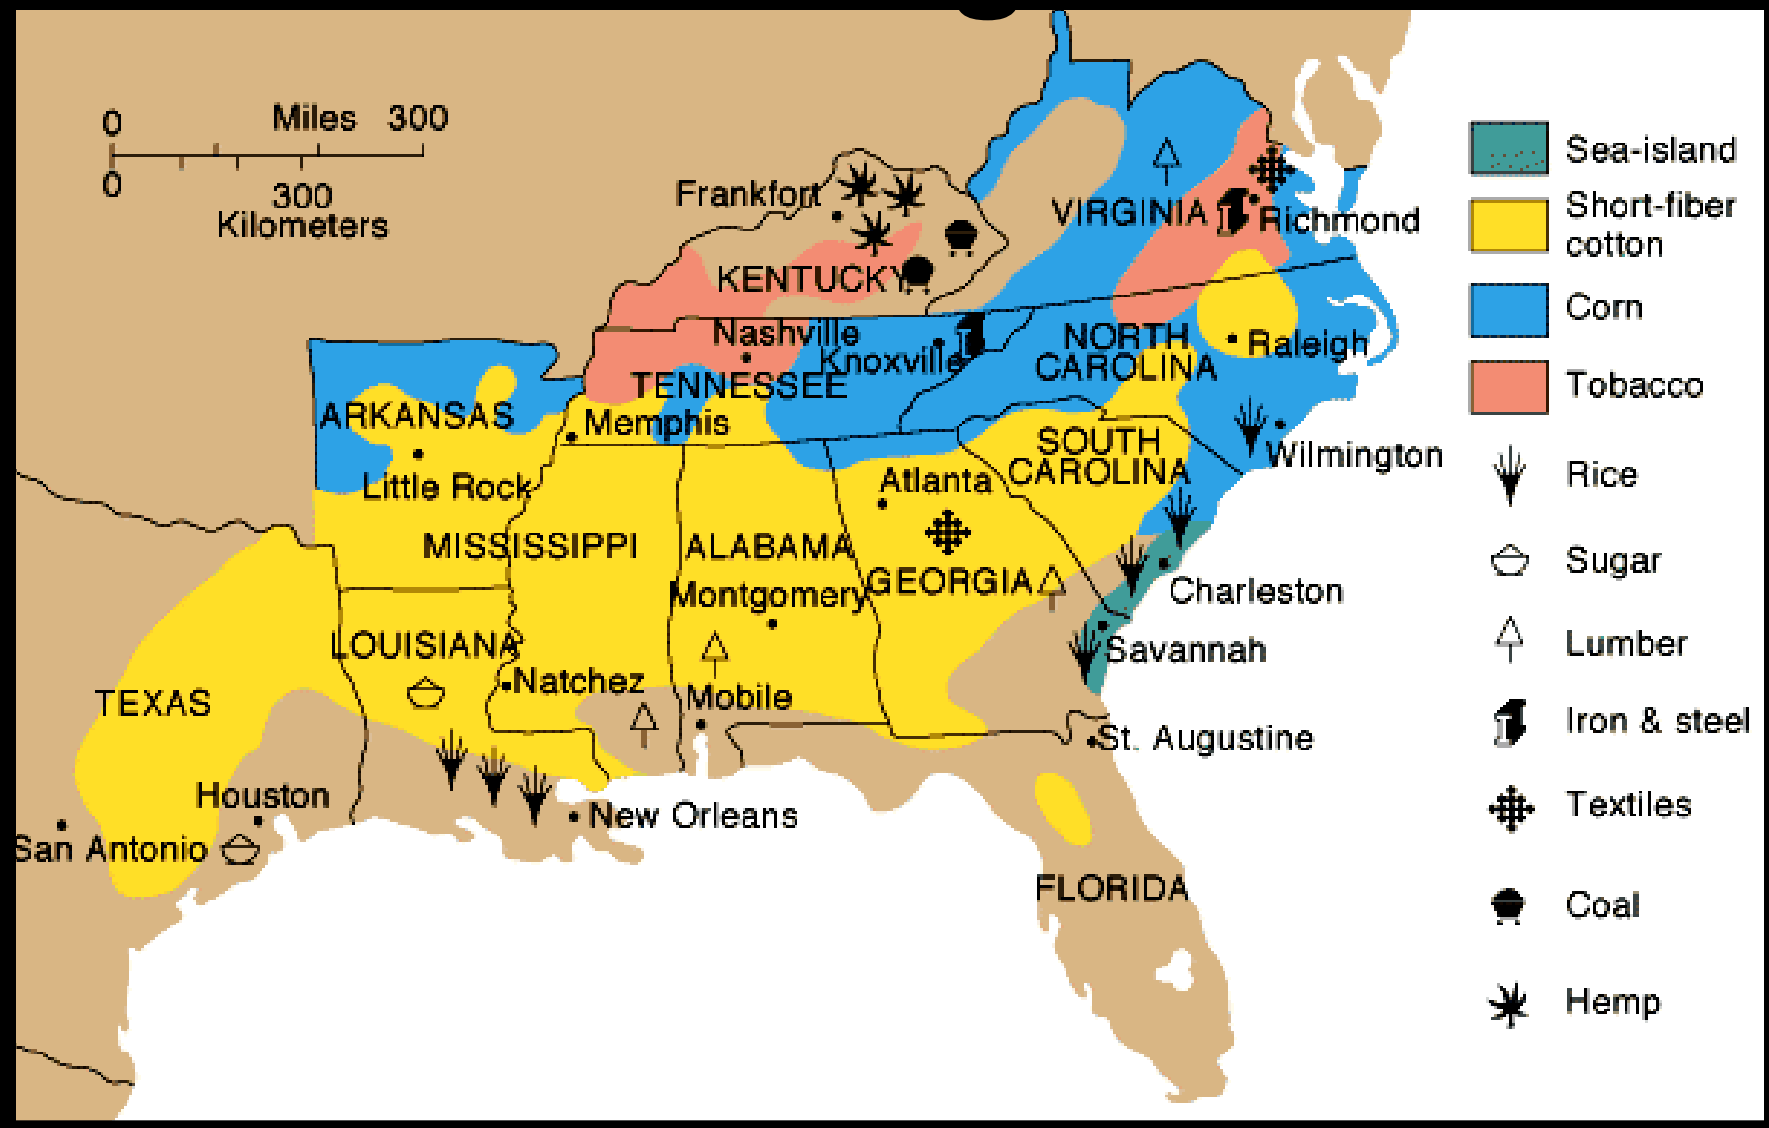 0 Miles 300
0 300
Kilometers
Frankfort
VIRGINIA
Richmond
KENTUCKY
Nashville
Knoxville
NORTH
CAROLINA
Raleigh
TENNESSEE
ARKANSAS
Memphis
Little Rock
SOUTH
CAROLINA
Wilmington
Atlanta
MISSISSIPPI
ALABAMA
GEORGIA
Montgomery
Charleston
LOUISIANA
Savannah
Natchez
Mobile
TEXAS
St. Augustine
Houston
New Orleans
San Antonio
FLORIDA
Sea-island
Short-fiber
cotton
Corn
Tobacco
Rice
Sugar
Lumber
Iron & steel
Textiles
Coal
Hemp